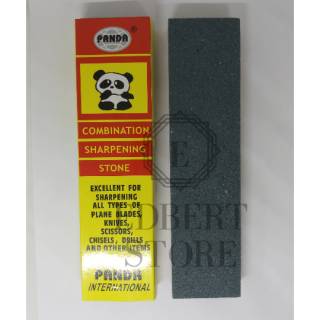 PANDA
COMBINATION
SHARPENING
STONE
EXCELLENT FOR
SHARPENING
ALL TYPES OF
PLANE BLADES,
KNIVES,
SCISSORS,
CHISELS, DRILLS
AND OTHER ITEMS
PANDA
INTERNATIONAL
E
LDBERT
STORE